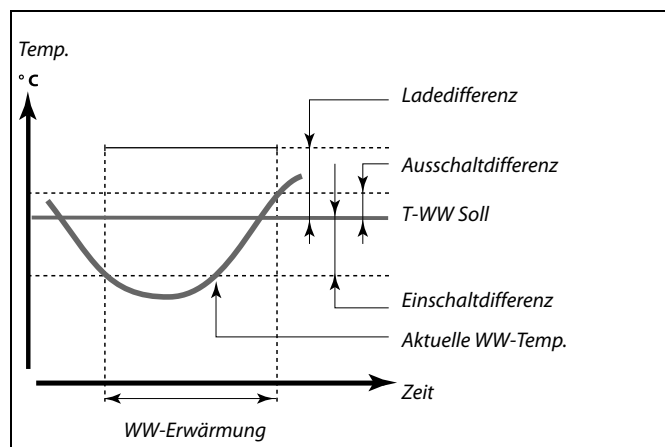 Temp.
° C
Ladedifferenz
Ausschaltdifferenz
T-WW Soll
Einschaltdifferenz
Aktuelle WW-Temp.
Zeit
WW-Erwärmung